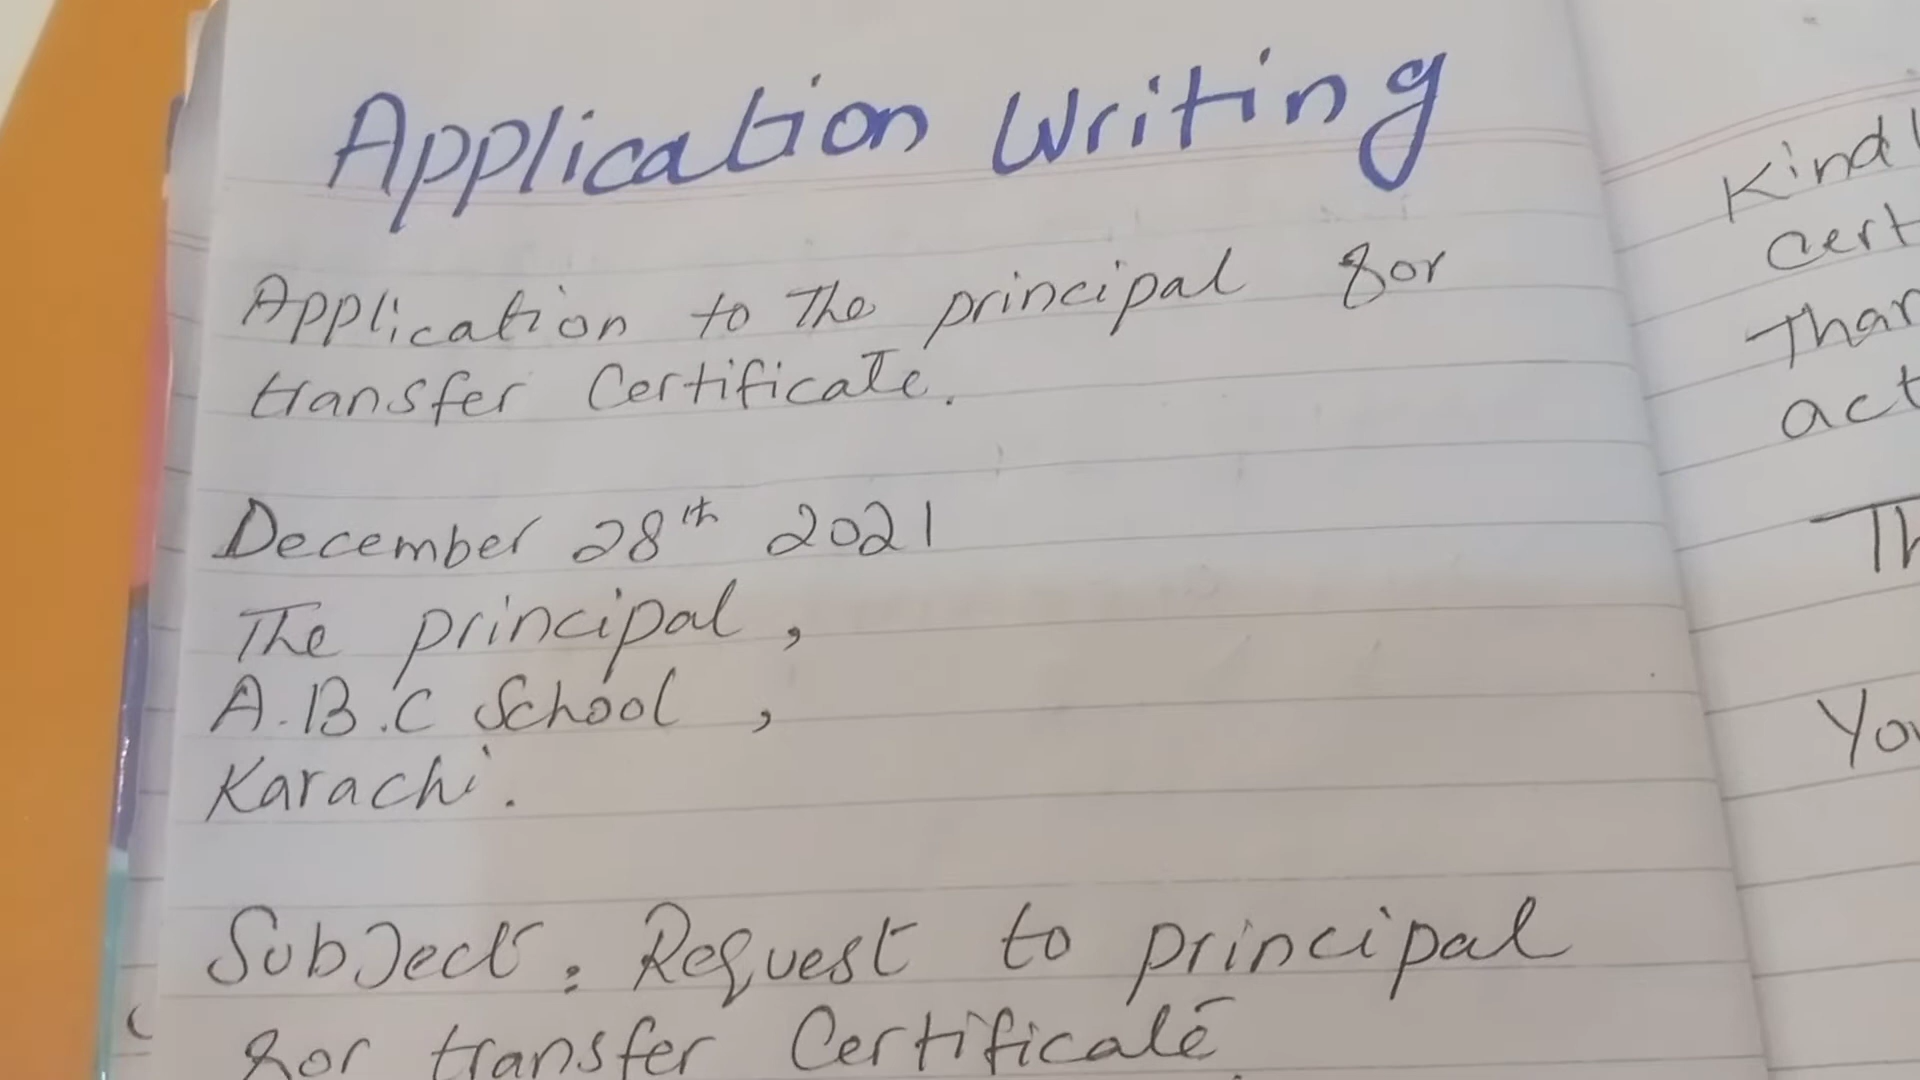 Application Writing
Application to The principal for
transfer Certificate.
December 28th 2021
The principal,
A.B.C School,
Karachi.
SubJect: Request to principal
for transfer Certificate.